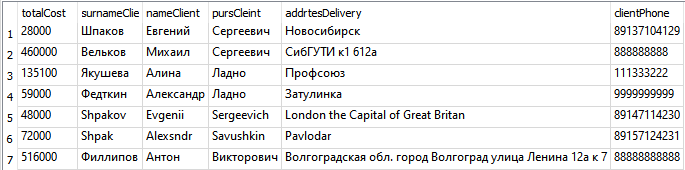 totalCost surnameClie nameClient pursCleint addrtesDelivery clientPhone
1 28000 Шпаков Евгений Сергеевич Новосибирск 89137104129
2 460000 Вельков Михаил Сергеевич СибГУТИ к1 612а 888888888
3 135100 Якушева Алина Ладно Профсоюз 111333222
4 59000 Федткин Александр Ладно Затулинка 9999999999
5 48000 Shpakov Evgenii Sergeevich London the Capital of Great Britan 89147114230
6 72000 Shpak Alexsndr Savushkin Pavlodar 89157124231
7 516000 Филлипов Антон Викторович Волгоградская обл. город Волгоград улица Ленина 12а к 7 88888888888